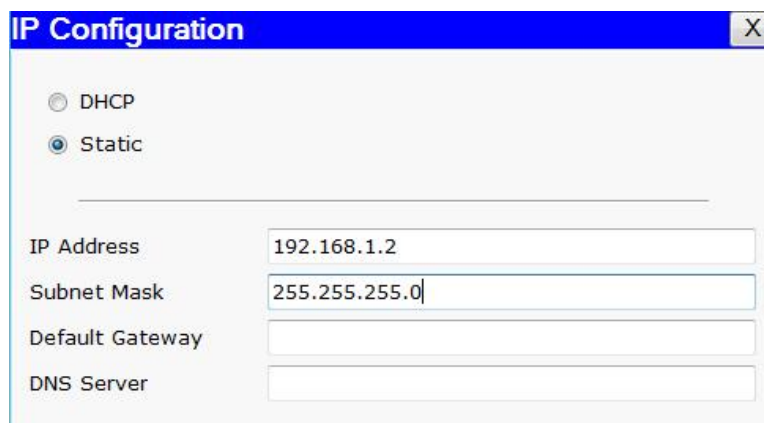 IP Configuration X
DHCP
Static
IP Address 192.168.1.2
Subnet Mask 255.255.255.0
Default Gateway
DNS Server